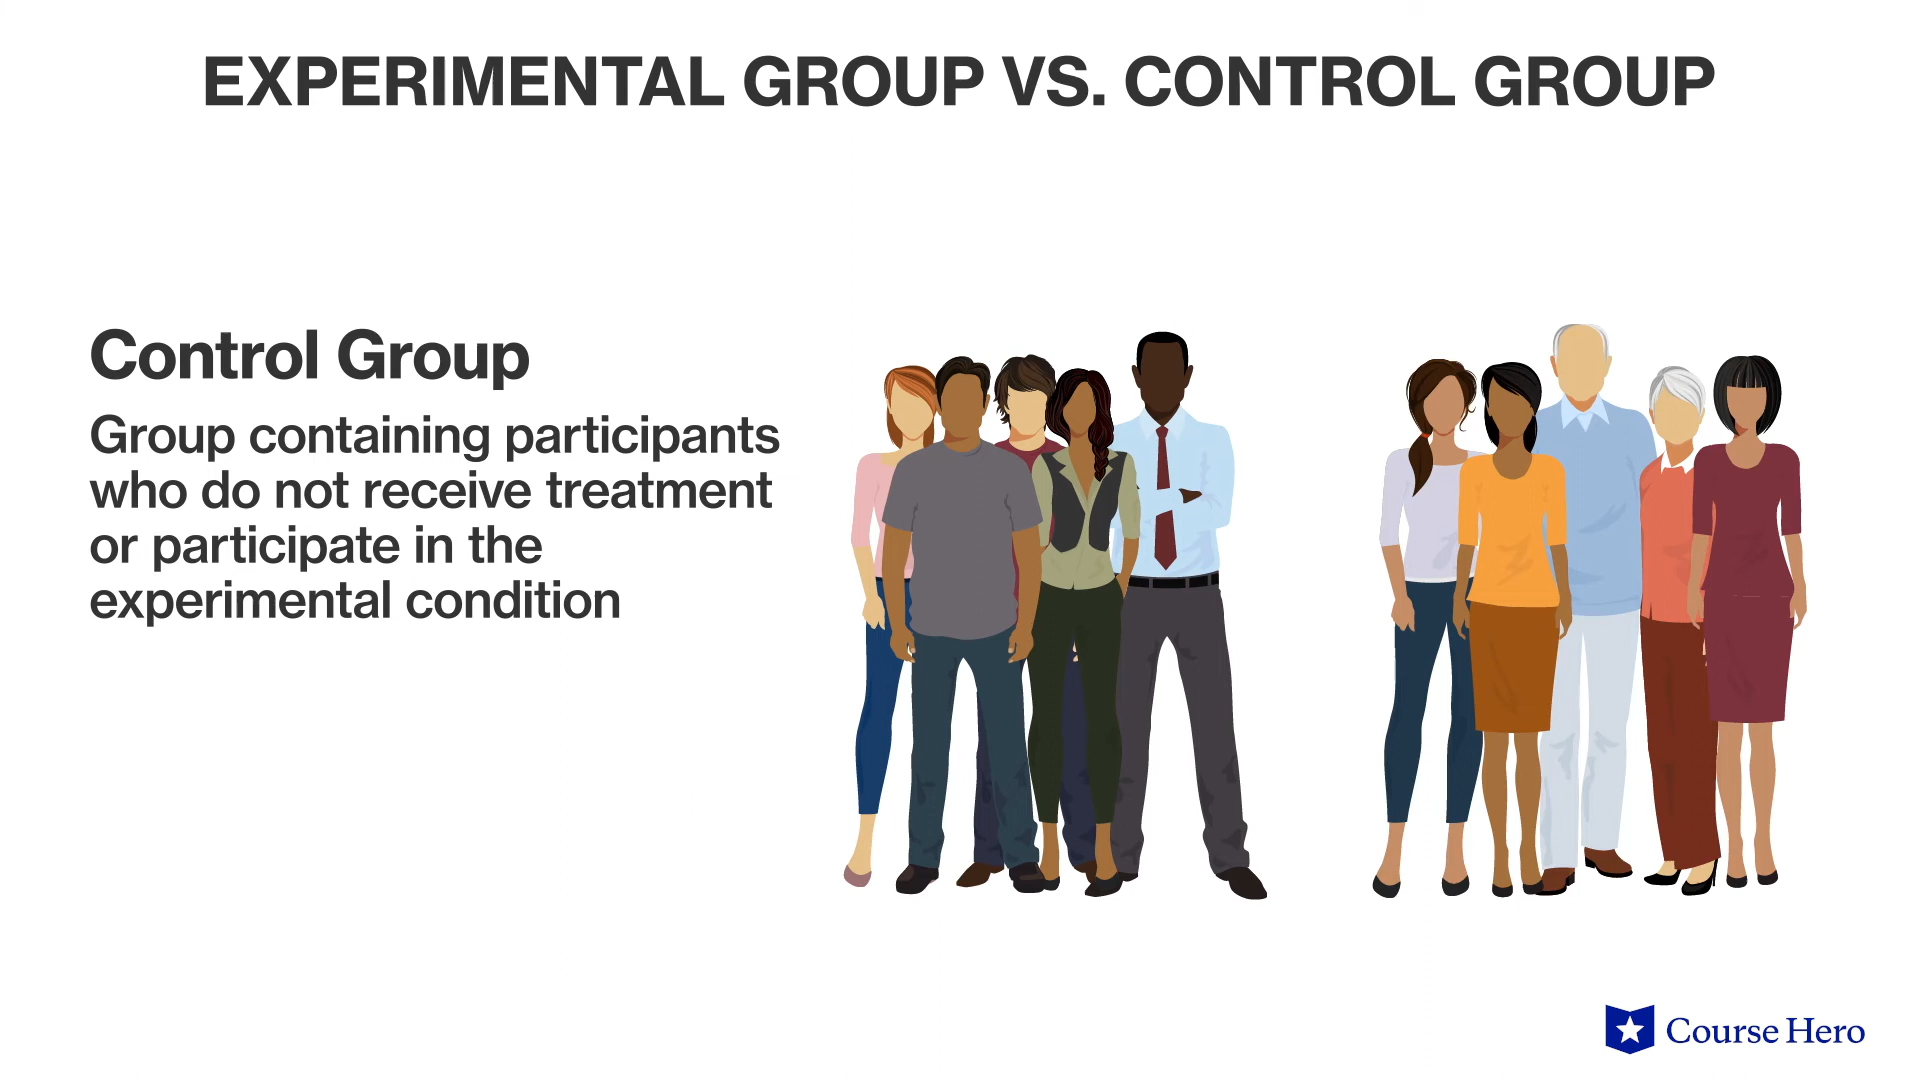 EXPERIMENTAL GROUP VS. CONTROL GROUP
Control Group
Group containing participants
who do not receive treatment
or participate in the
experimental condition
Course Hero